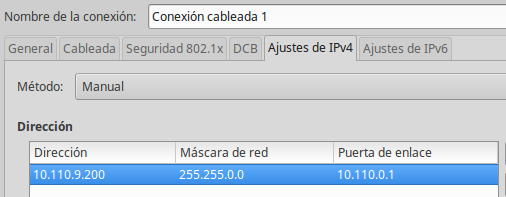 Nombre de la conexión: Conexión cableada 1
General Cableada Seguridad 802.1x DCB Ajustes de IPv4 Ajustes de IPv6
Método: Manual
Dirección
Dirección Máscara de red Puerta de enlace
10.110.9.200 255.255.0.0 10.110.0.1